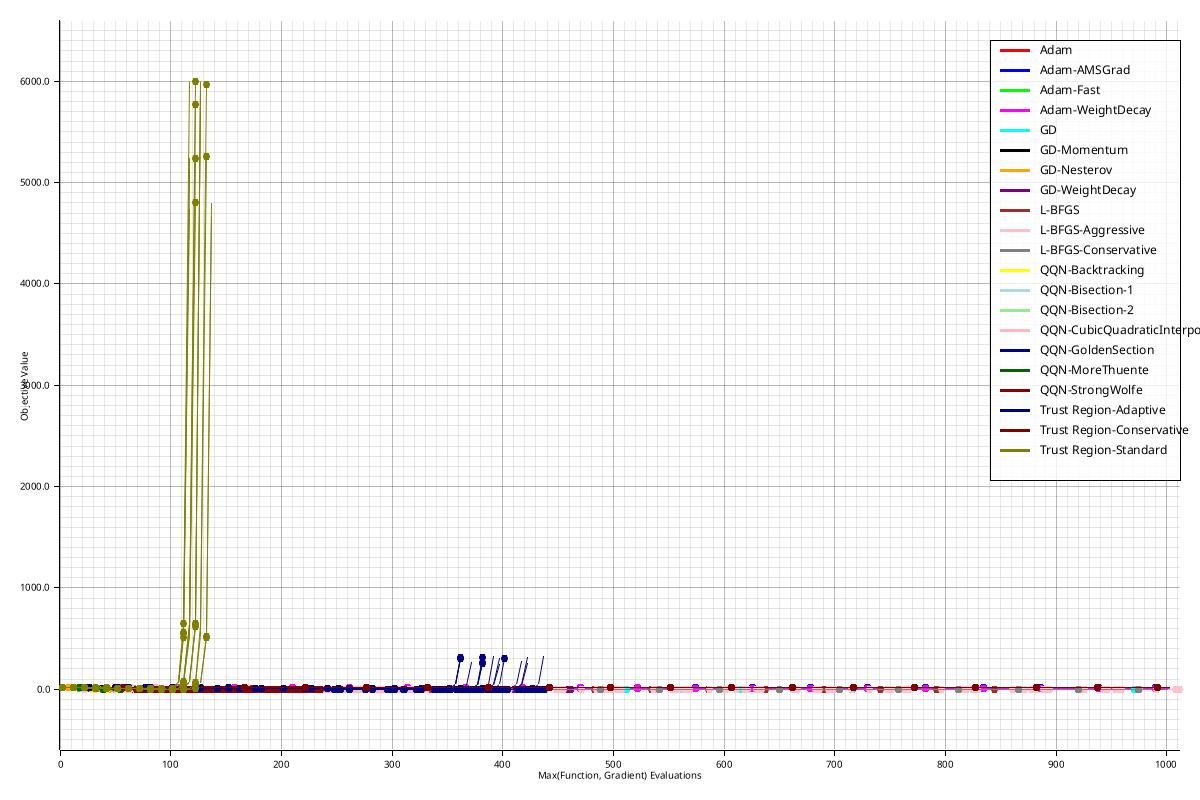 Adam
Adam-AMSGrad
Adam-Fast
Adam-WeightDecay
GD
GD-Momentum
GD-Nesterov
GD-WeightDecay
L-BFGS
L-BFGS-Aggressive
L-BFGS-Conservative
QQN-Backtracking
QQN-Bisection-1
QQN-Bisection-2
QQN-CubicQuadraticInterpo
QQN-GoldenSection
QQN-MoreThuente
QQN-StrongWolfe
Trust Region-Adaptive
Trust Region-Conservative
Trust Region-Standard
6000.0
5000.0
4000.0
3000.0
2000.0
1000.0
0.0
Objective Value
0 100 200 300 400 500 600 700 800 900 1000
Max(Function, Gradient) Evaluations